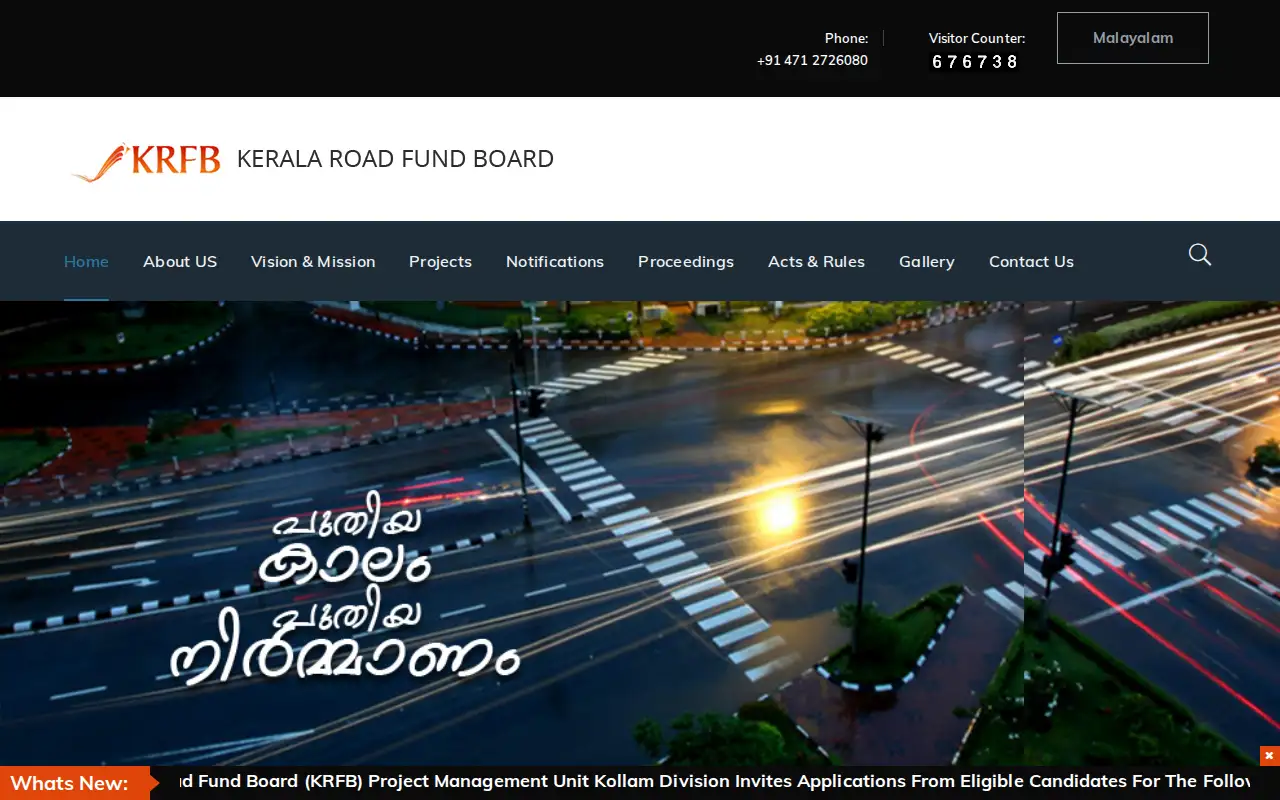 Phone:
+91 471 2726080
Visitor Counter:
676738
Malayalam
KRFB
KERALA ROAD FUND BOARD
Home
About US
Vision & Mission
Projects
Notifications
Proceedings
Acts & Rules
Gallery
Contact Us
പുതിയ
കാലം
പുതിയ
നിർമ്മാണം
Whats New:
Fund Board (KRFB) Project Management Unit Kollam Division Invites Applications From Eligible Candidates For The